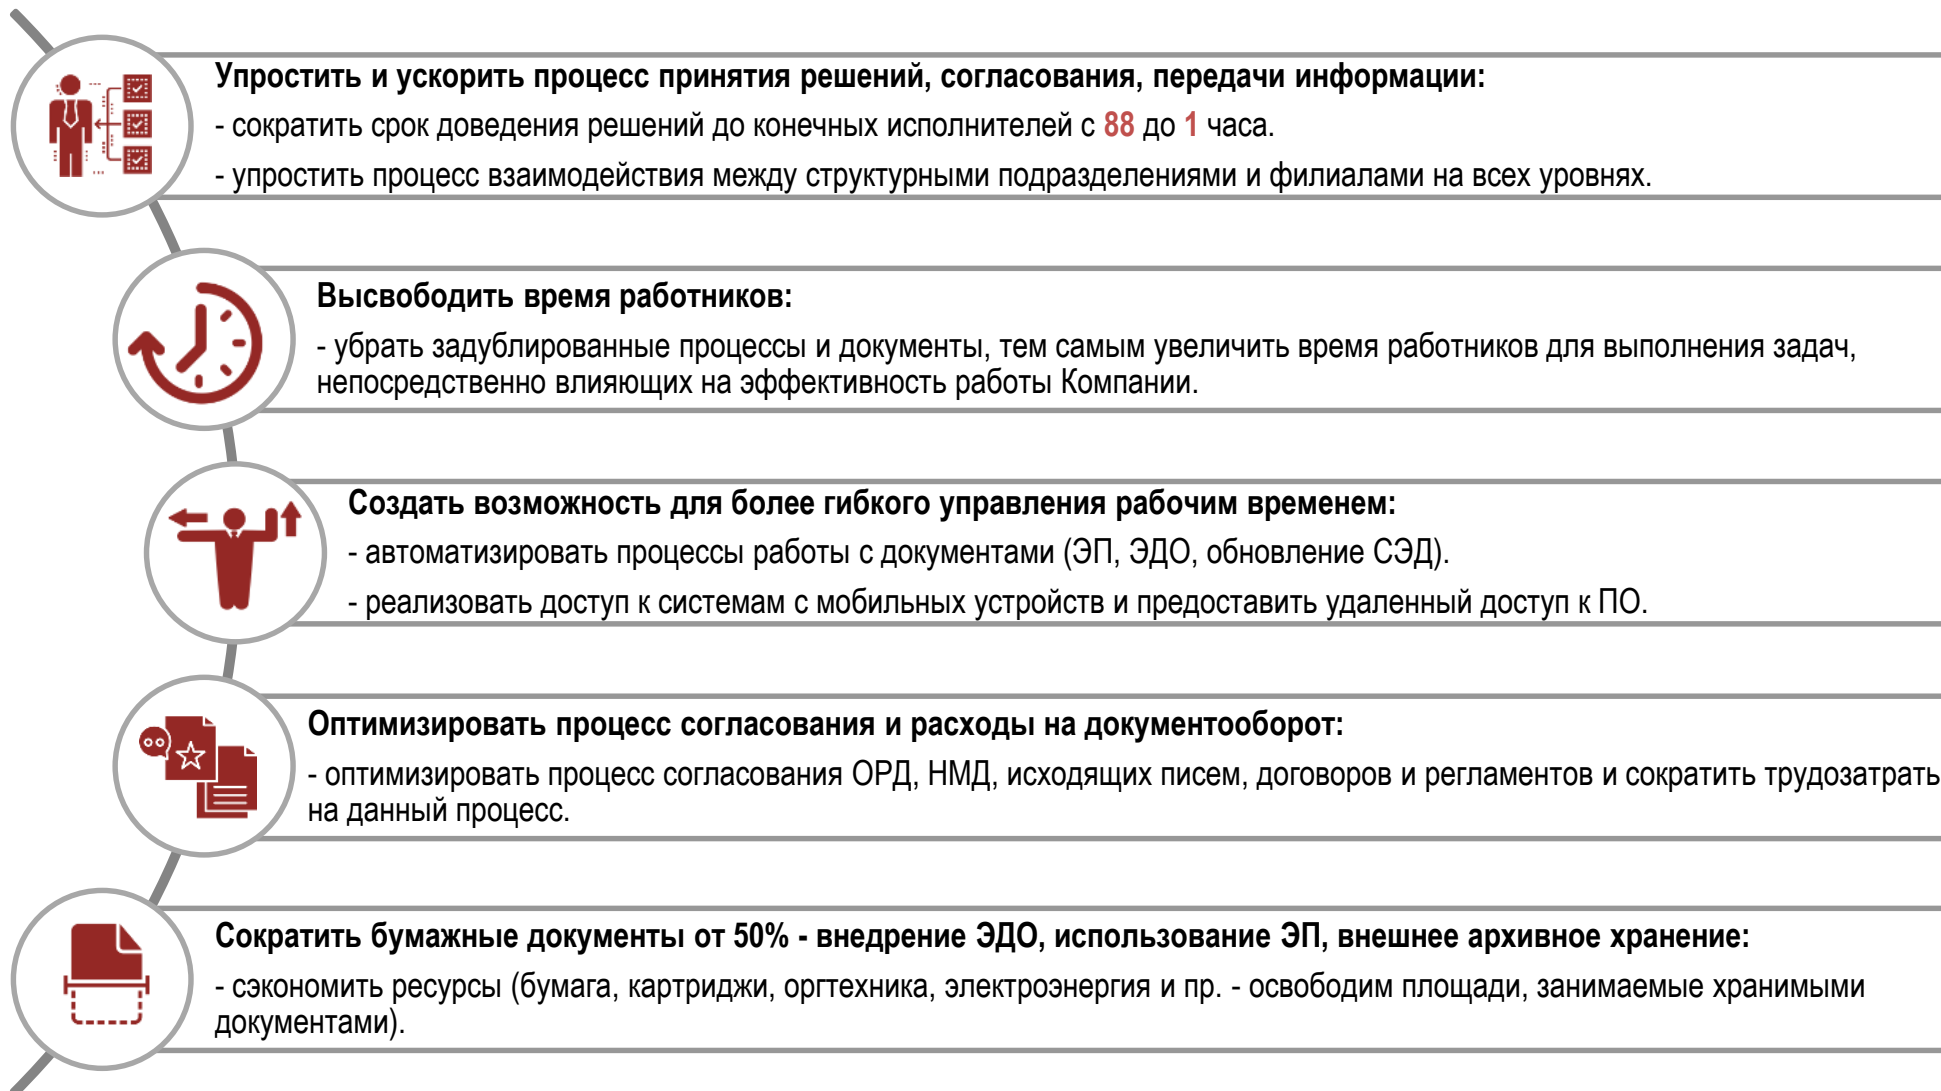 Упростить и ускорить процесс принятия решений, согласования, передачи информации:
- сократить срок доведения решений до конечных исполнителей с 88 до 1 часа.
- упростить процесс взаимодействия между структурными подразделениями и филиалами на всех уровнях.
Высвободить время работников:
- убрать задублированные процессы и документы, тем самым увеличить время работников для выполнения задач,
непосредственно влияющих на эффективность работы Компании.
Создать возможность для более гибкого управления рабочим временем:
- автоматизировать процессы работы с документами (ЭП, ЭДО, обновление СЭД).
- реализовать доступ к системам с мобильных устройств и предоставить удаленный доступ к ПО.
Оптимизировать процесс согласования и расходы на документооборот:
- оптимизировать процесс согласования ОРД, НМД, исходящих писем, договоров и регламентов и сократить трудозатрать
на данный процесс.
Сократить бумажные документы от 50% - внедрение ЭДО, использование ЭП, внешнее архивное хранение:
- сэкономить ресурсы (бумага, картриджи, оргтехника, электроэнергия и пр. - освободим площади, занимаемые хранимыми
документами).